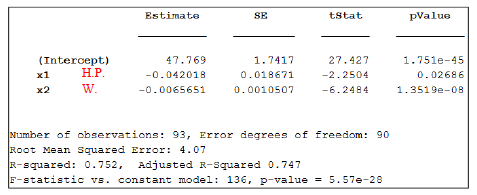 Estimate SE tStat pValue
(Intercept) 47.769 1.7417 27.427 1.751e-45
x1 H.P. -0.042018 0.018671 -2.2504 0.02686
x2 W. -0.0065651 0.0010507 -6.2484 1.3519e-08
Number of observations: 93, Error degrees of freedom: 90
Root Mean Squared Error: 4.07
R-squared: 0.752, Adjusted R-Squared 0.747
F-statistic vs. constant model: 136, p-value = 5.57e-28